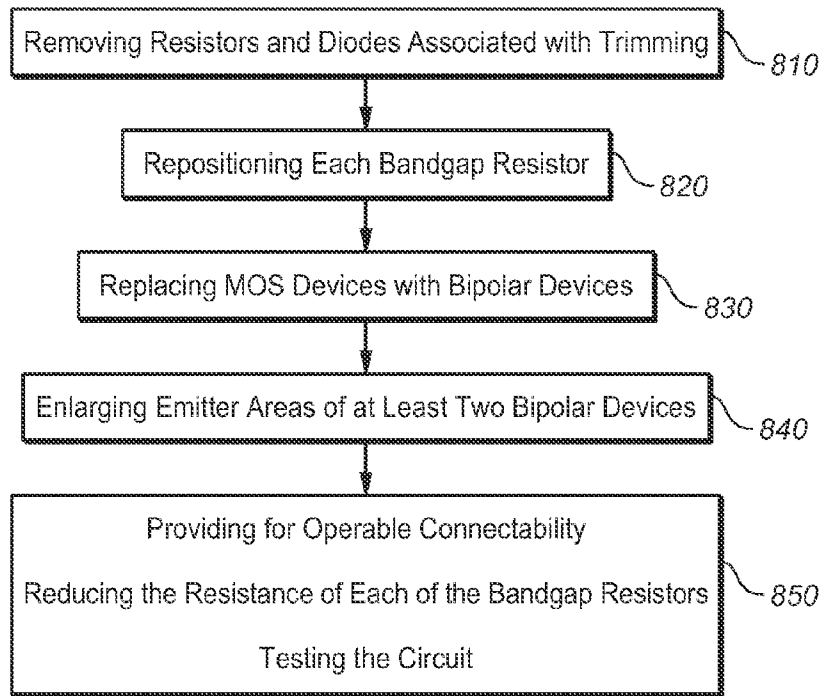 Removing Resistors and Diodes Associated with Trimming
810
Repositioning Each Bandgap Resistor
820
Replacing MOS Devices with Bipolar Devices
830
Enlarging Emitter Areas of at Least Two Bipolar Devices
840
Providing for Operable Connectability
Reducing the Resistance of Each of the Bandgap Resistors
850
Testing the Circuit